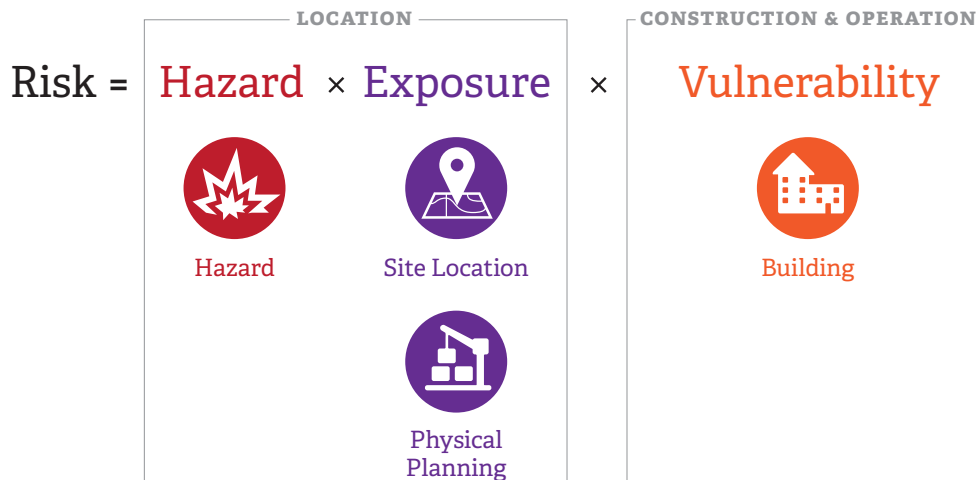 LOCATION
CONSTRUCTION & OPERATION
Risk = Hazard × Exposure × Vulnerability
Hazard
Site Location
Building
Physical
Planning